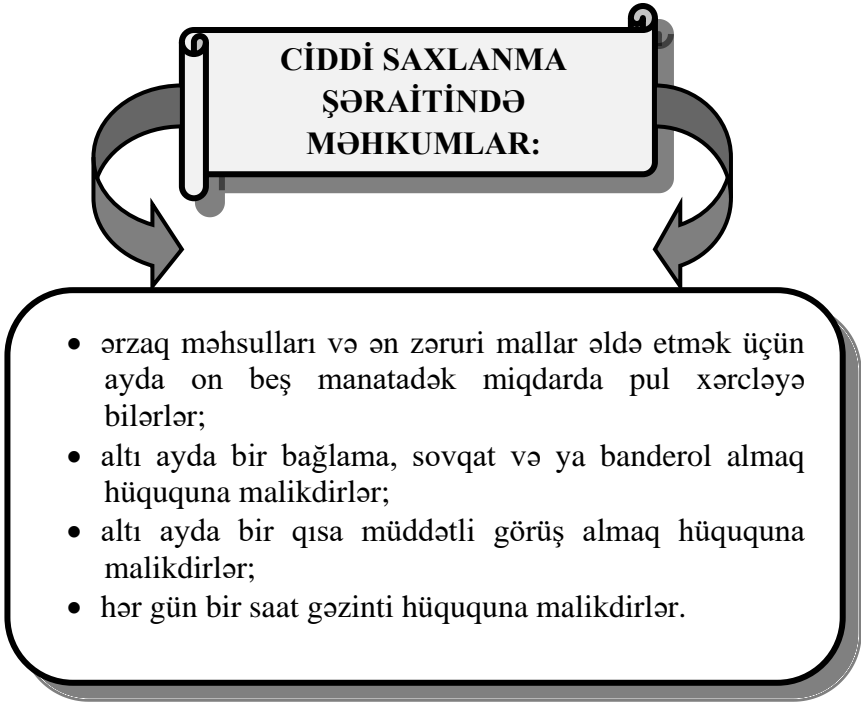 CİDDİ SAXLANMA
ŞƏRAİTİNDƏ
MƏHKUMLAR:
• ərzaq məhsulları və ən zəruri mallar əldə etmək üçün
ayda on beş manatadək miqdarda pul xərcləyə
bilərlər;
• altı ayda bir bağlama, sovqat və ya banderol almaq
hüququna malikdirlər;
• altı ayda bir qısa müddətli görüş almaq hüququna
malikdirlər;
• hər gün bir saat gəzinti hüququna malikdirlər.